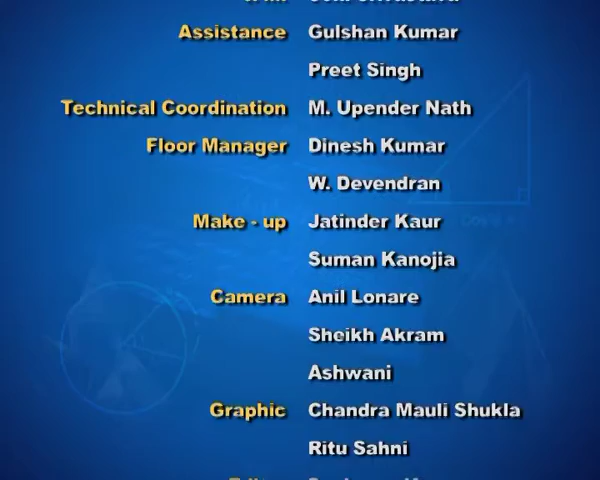 Assistance Gulshan Kumar
Preet Singh
Technical Coordination M. Upender Nath
Floor Manager Dinesh Kumar
W. Devendran
Make - up Jatinder Kaur
Suman Kanojia
Camera Anil Lonare
Sheikh Akram
Ashwani
Graphic Chandra Mauli Shukla
Ritu Sahni